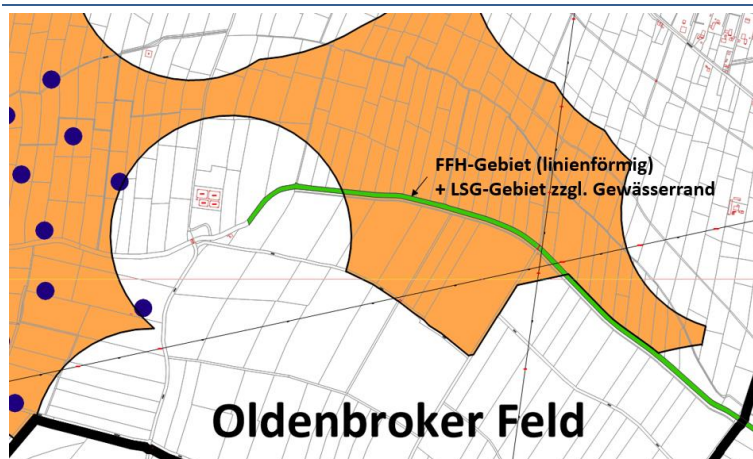 FFH-Gebiet (linienförmig)
+ LSG-Gebiet zzgl. Gewässerrand
Oldenbroker Feld